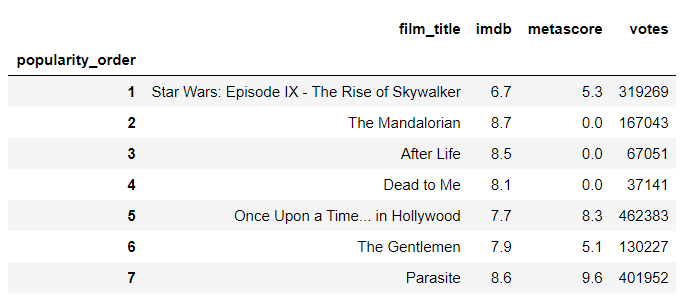 film_title imdb metascore votes
popularity_order
1 Star Wars: Episode IX - The Rise of Skywalker 6.7 5.3 319269
2 The Mandalorian 8.7 0.0 167043
3 After Life 8.5 0.0 67051
4 Dead to Me 8.1 0.0 37141
5 Once Upon a Time... in Hollywood 7.7 8.3 462383
6 The Gentlemen 7.9 5.1 130227
7 Parasite 8.6 9.6 401952